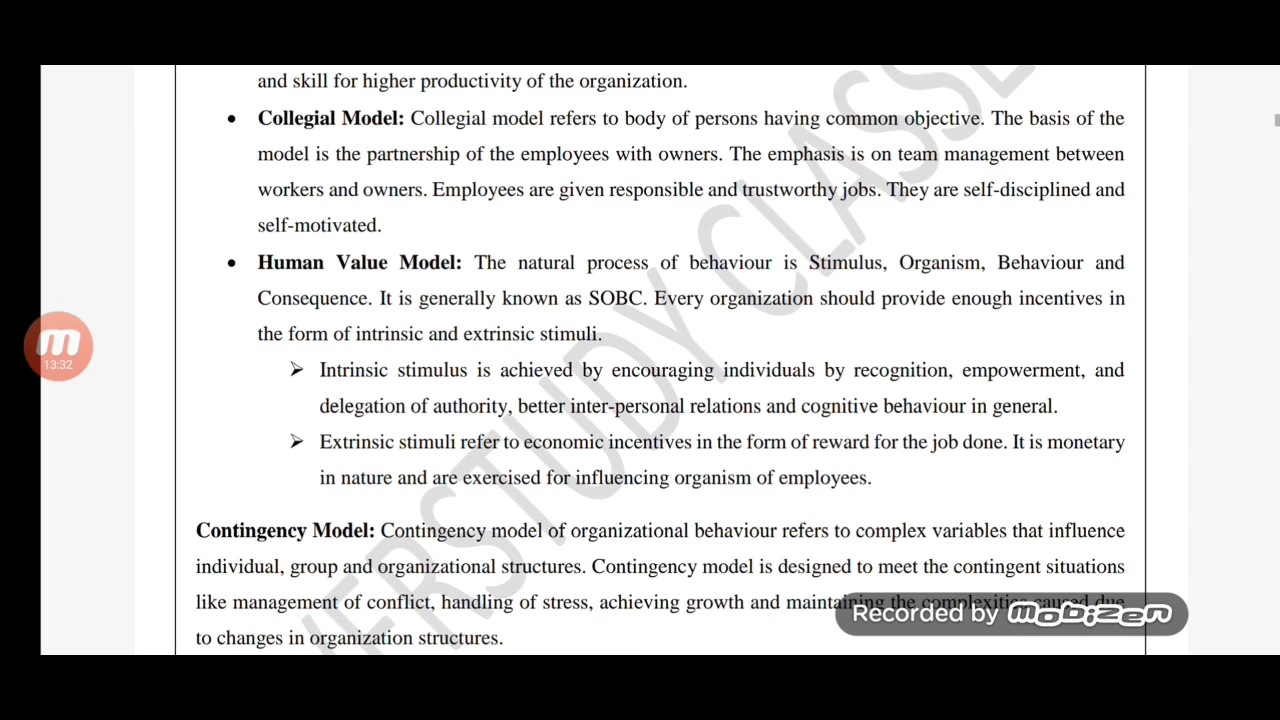 and skill for higher productivity of the organization.
• Collegial Model: Collegial model refers to body of persons having common objective. The basis of the
model is the partnership of the employees with owners. The emphasis is on team management between
workers and owners. Employees are given responsible and trustworthy jobs. They are self-disciplined and
self-motivated.
• Human Value Model: The natural process of behaviour is Stimulus, Organism, Behaviour and
Consequence. It is generally known as SOBC. Every organization should provide enough incentives in
the form of intrinsic and extrinsic stimuli.
➢ Intrinsic stimulus is achieved by encouraging individuals by recognition, empowerment, and
delegation of authority, better inter-personal relations and cognitive behaviour in general.
➢ Extrinsic stimuli refer to economic incentives in the form of reward for the job done. It is monetary
in nature and are exercised for influencing organism of employees.
Contingency Model: Contingency model of organizational behaviour refers to complex variables that influence
individual, group and organizational structures. Contingency model is designed to meet the contingent situations
like management of conflict, handling of stress, achieving growth and maintaining the complexities caused due
to changes in organization structures.
13:32
Recorded by mobizen
ERSTUDY CLASSE